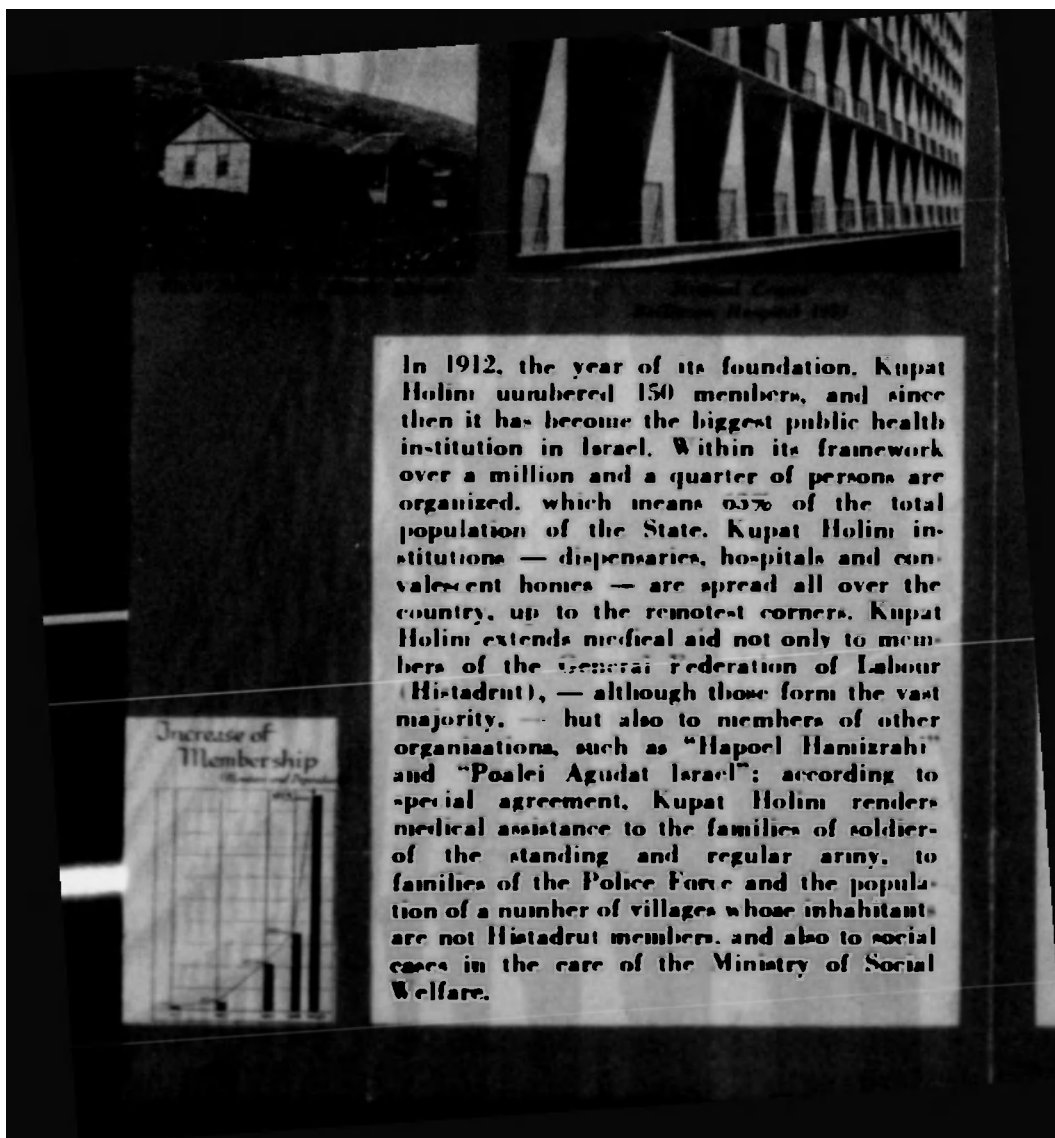 In 1912, the year of its foundation, Kupat
Holim numbered 150 members, and since
then it has become the biggest public health
institution in Israel. Within its framework
over a million and a quarter of persons are
organized, which means of the total
population of the State. Kupat Holim in-
stitutions — dispensaries, hospitals and con-
valescent homes — are spread all over the
country, up to the remotest corners. Kupat
Holim extends medical aid not only to mem-
bers of the General Federation of Labour
(Histadrut), — although those form the vast
majority, — but also to members of other
organisations, such as "Hapoel Hamizrahi"
and "Poalei Agudat Israel"; according to
special agreement, Kupat Holim renders
medical assistance to the families of soldiers
of the standing and regular army, to
families of the Police Force and the popula-
tion of a number of villages whose inhabitants
are not Histadrut members, and also to social
cases in the care of the Ministry of Social
Welfare.
Increase of
Membership